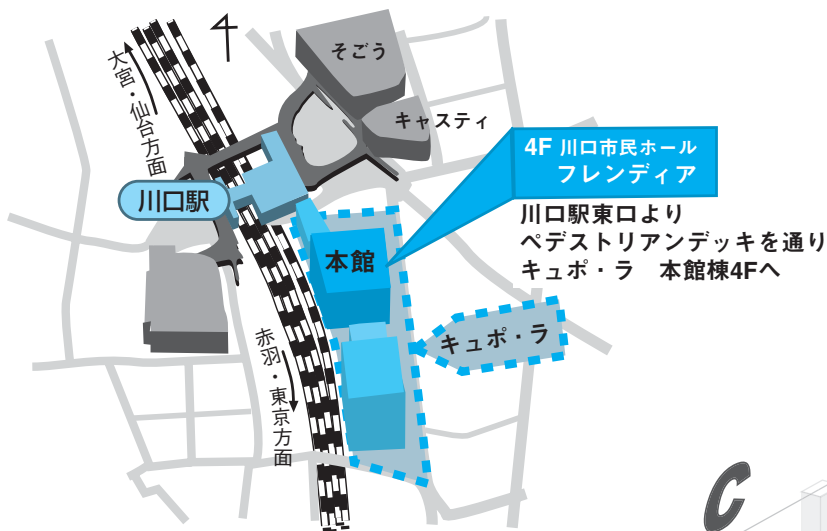 大宮・仙台方面
そごう
キャスティ
川口駅
4F 川口市民ホール
フレンディア
川口駅東口より
ペデストリアンデッキを通り
キュポ・ラ　本館棟4Fへ
本館
キュポ・ラ
赤羽・東京方面
C